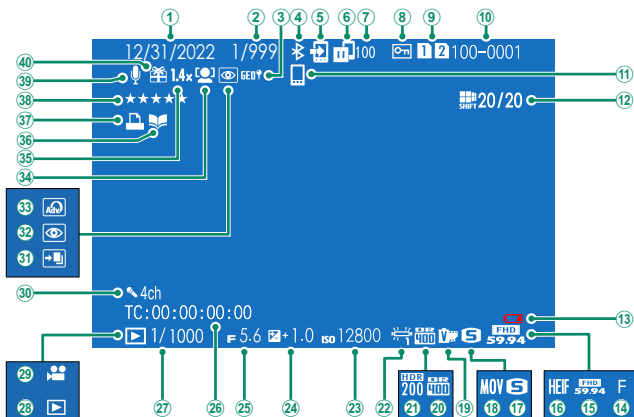 1 2 4 5 6 7 8 9 10
12/31/2022 1/999 100 1 2 100-0001
40 39 1.4x GEO 3 11
38 ★★★★★ SHIFT 20/20 12
37 36
35
34
33 Adv.
32
31
30 4ch
TC:00:00:00:00 13
1/1000 F 5.6 +1.0 ISO 12800 1 DR 400 V S FHD 59.94
29
28
27 26 25 24 23 22 19
HDR 200 DR 400
21 20
MOV S
18 17
HEIF FHD 59.94 F
16 15 14